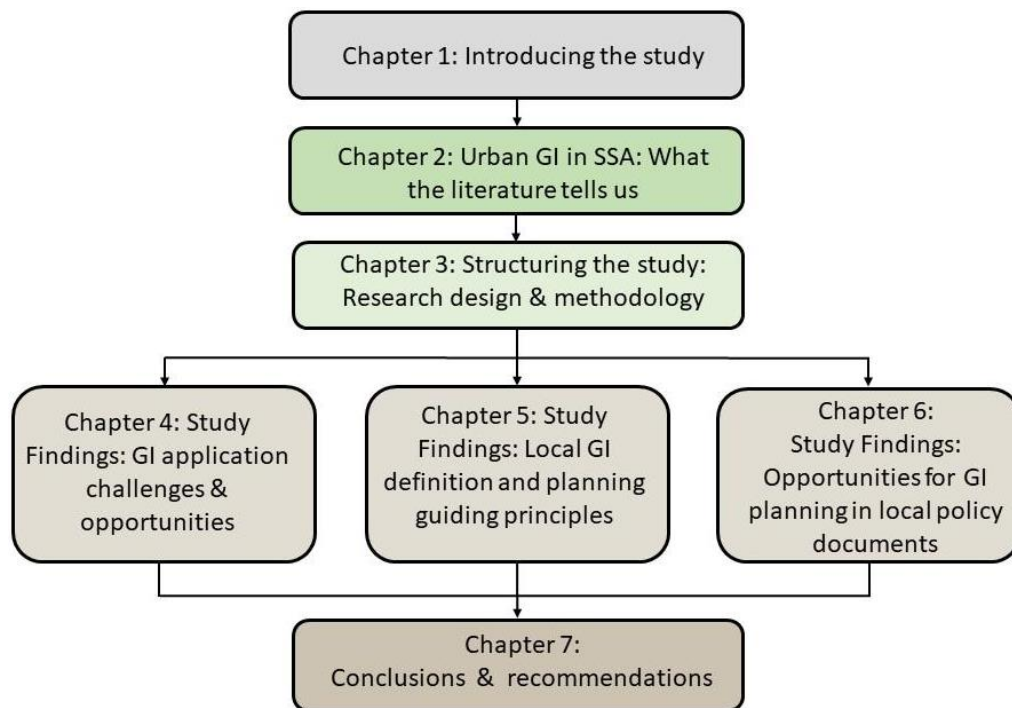 Chapter 1: Introducing the study
Chapter 2: Urban GI in SSA: What
the literature tells us
Chapter 3: Structuring the study:
Research design & methodology
Chapter 4: Study
Findings: GI application
challenges &
opportunities
Chapter 5: Study
Findings: Local GI
definition and planning
guiding principles
Chapter 6:
Study Findings:
Opportunities for GI
planning in local policy
documents
Chapter 7:
Conclusions & recommendations